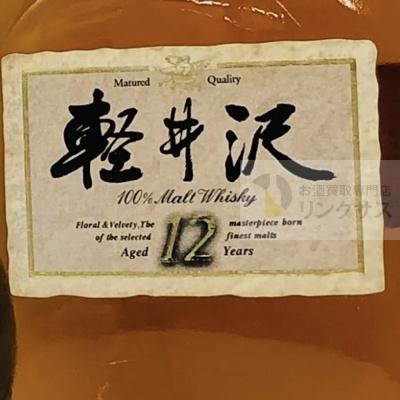 Matured Quality
軽井沢
100% Malt Whisky
Floral & Velvety, The masterpiece born
of the selected finest malts
Aged 12 Years
お酒買取専門店
リンクサス